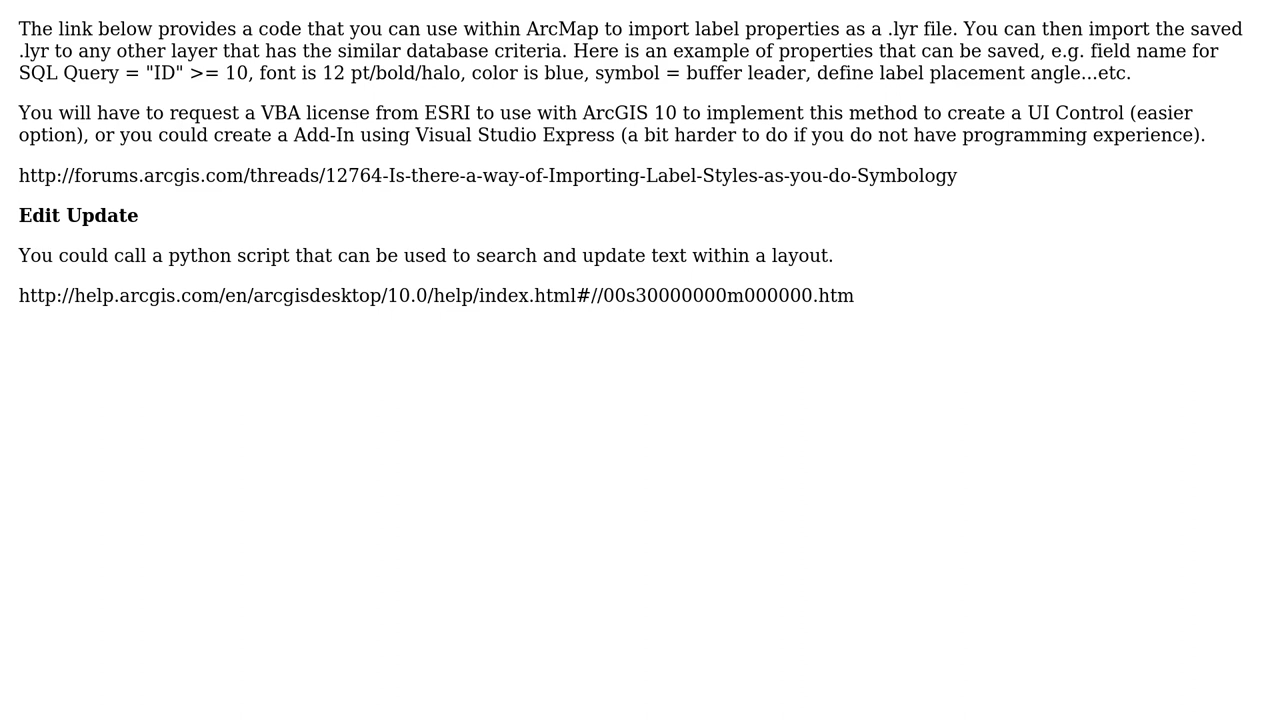 The link below provides a code that you can use within ArcMap to import label properties as a .lyr file. You can then import the saved
.lyr to any other layer that has the similar database criteria. Here is an example of properties that can be saved, e.g. field name for
SQL Query = "ID" >= 10, font is 12 pt/bold/halo, color is blue, symbol = buffer leader, define label placement angle...etc.
You will have to request a VBA license from ESRI to use with ArcGIS 10 to implement this method to create a UI Control (easier
option), or you could create a Add-In using Visual Studio Express (a bit harder to do if you do not have programming experience).
http://forums.arcgis.com/threads/12764-Is-there-a-way-of-Importing-Label-Styles-as-you-do-Symbology
Edit Update
You could call a python script that can be used to search and update text within a layout.
http://help.arcgis.com/en/arcgisdesktop/10.0/help/index.html#//00s30000000m000000.htm